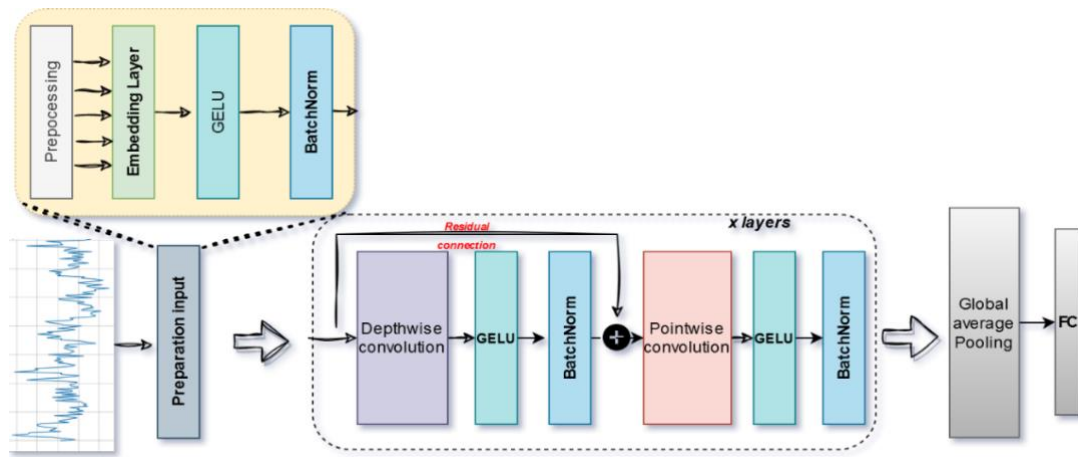 Prepocessing
Embedding Layer
GELU
BatchNorm
Preparation input
Residual
connection
x layers
Depthwise
convolution
GELU
BatchNorm
+
Pointwise
convolution
GELU
BatchNorm
Global
average
Pooling
FC